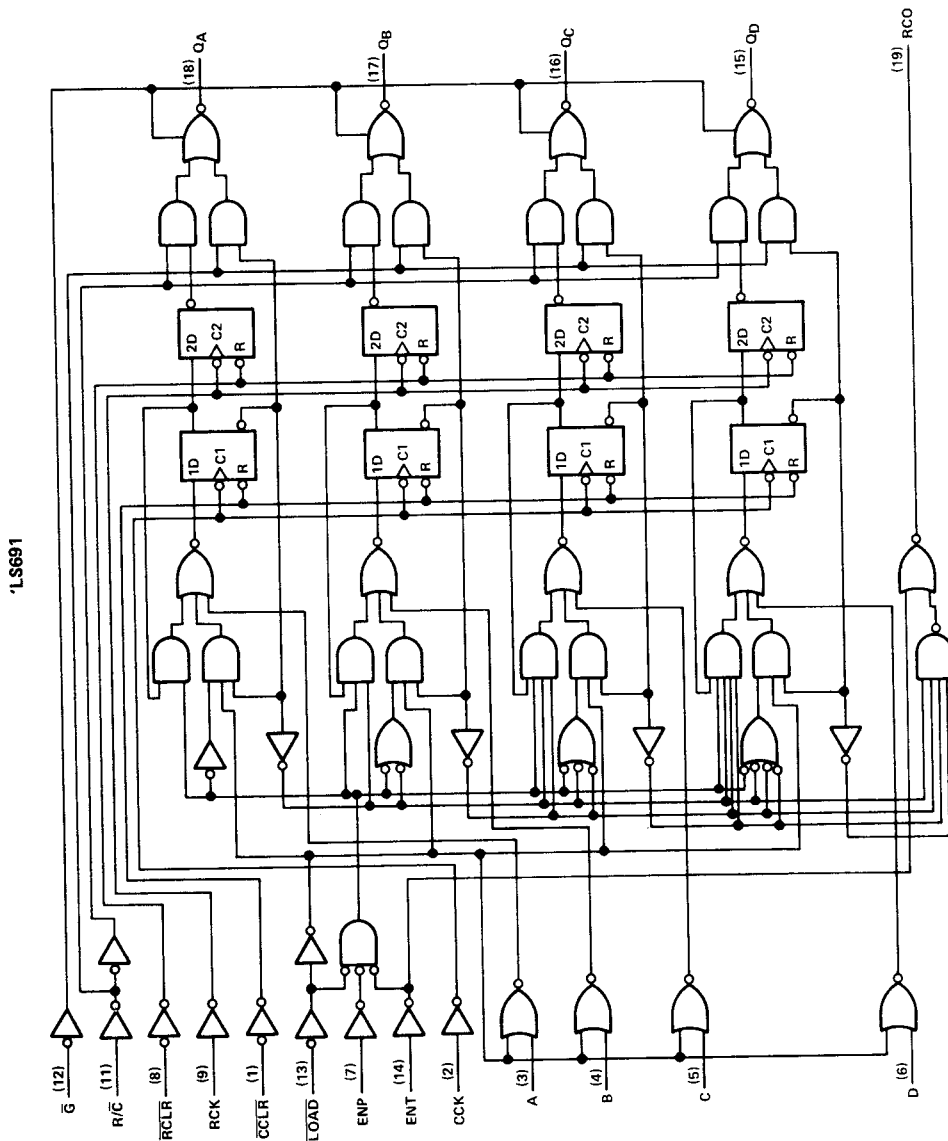 'LS691
G (12)
R/C (11)
RCLR (8)
RCK (9)
CCLR (1)
LOAD (13)
ENP (7)
ENT (14)
CCK (2)
A (3)
B (4)
C (5)
D (6)
1D
C1
R
2D
C2
R
(18) QA
1D
C1
R
2D
C2
R
(17) QB
1D
C1
R
2D
C2
R
(16) QC
1D
C1
R
2D
C2
R
(15) QD
(19) RCO